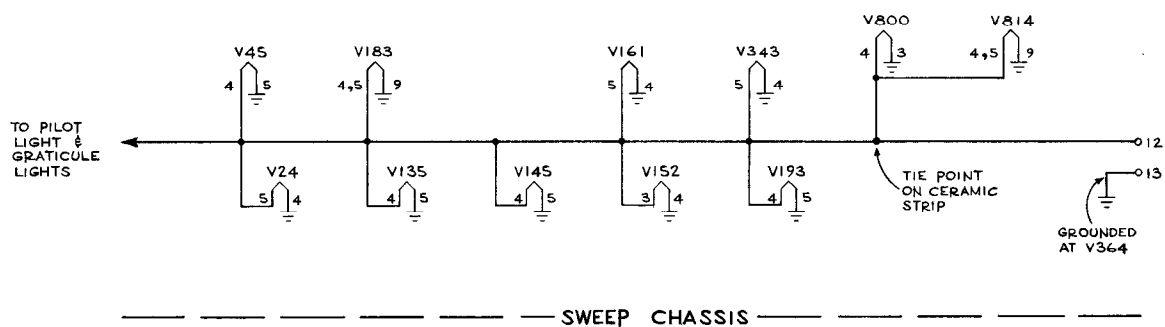 V800 V814
4 3 4,5 9
V45 V183 V161 V343
4 5 4,5 9 5 4 5 4
TO PILOT
LIGHT &
GRATICULE
LIGHTS
12
13
V24 V135 V145 V152 V193
5 4 4 5 4 5 3 4 4 5
TIE POINT
ON CERAMIC
STRIP
GROUNDED
AT V364
SWEEP CHASSIS